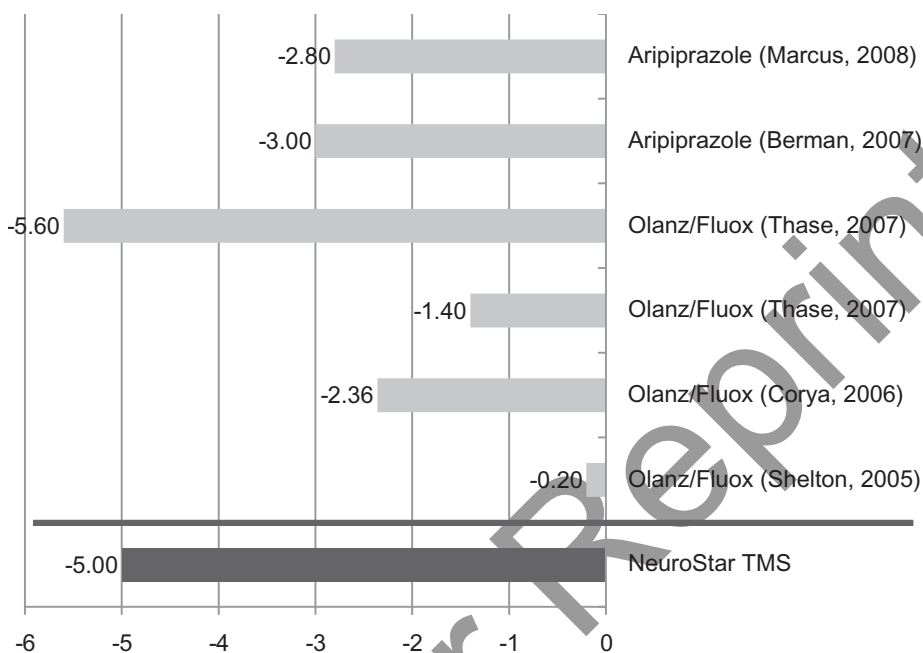 -2.80 Aripiprazole (Marcus, 2008)
-3.00 Aripiprazole (Berman, 2007)
-5.60 Olanz/Fluox (Thase, 2007)
-1.40 Olanz/Fluox (Thase, 2007)
-2.36 Olanz/Fluox (Corya, 2006)
-0.20 Olanz/Fluox (Shelton, 2005)
-5.00 NeuroStar TMS
-6 -5 -4 -3 -2 -1 0
r Reprint